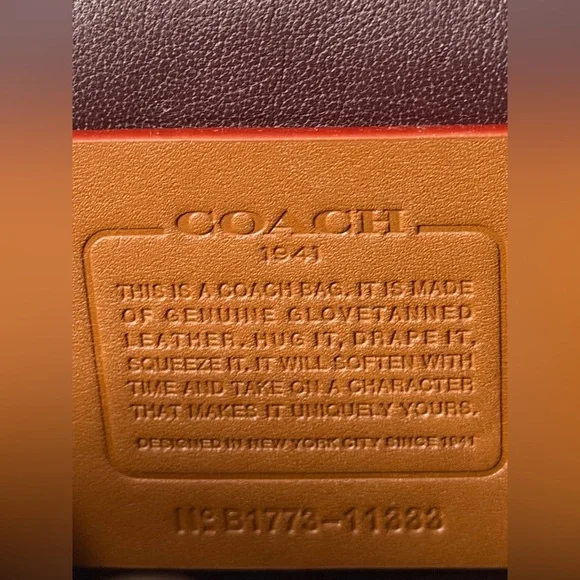 COACH
1941
THIS IS A COACH BAG. IT IS MADE
OF GENUINE GLOVETANNED
LEATHER. HUG IT, DRAPE IT,
SQUEEZE IT. IT WILL SOFTEN WITH
TIME AND TAKE ON A CHARACTER
THAT MAKES IT UNIQUELY YOURS.
DESIGNED IN NEW YORK CITY SINCE 1941
Nº B1773-11333